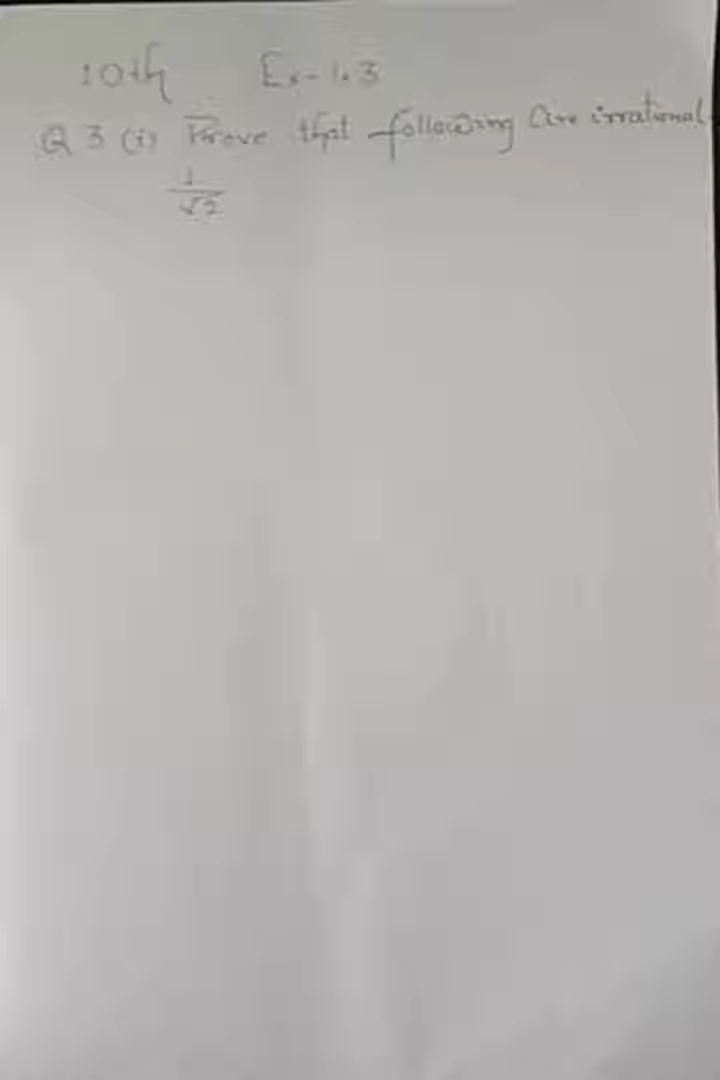 10th Ex-1.3
Q 3 (i) Prove that following are irrational
1
√2